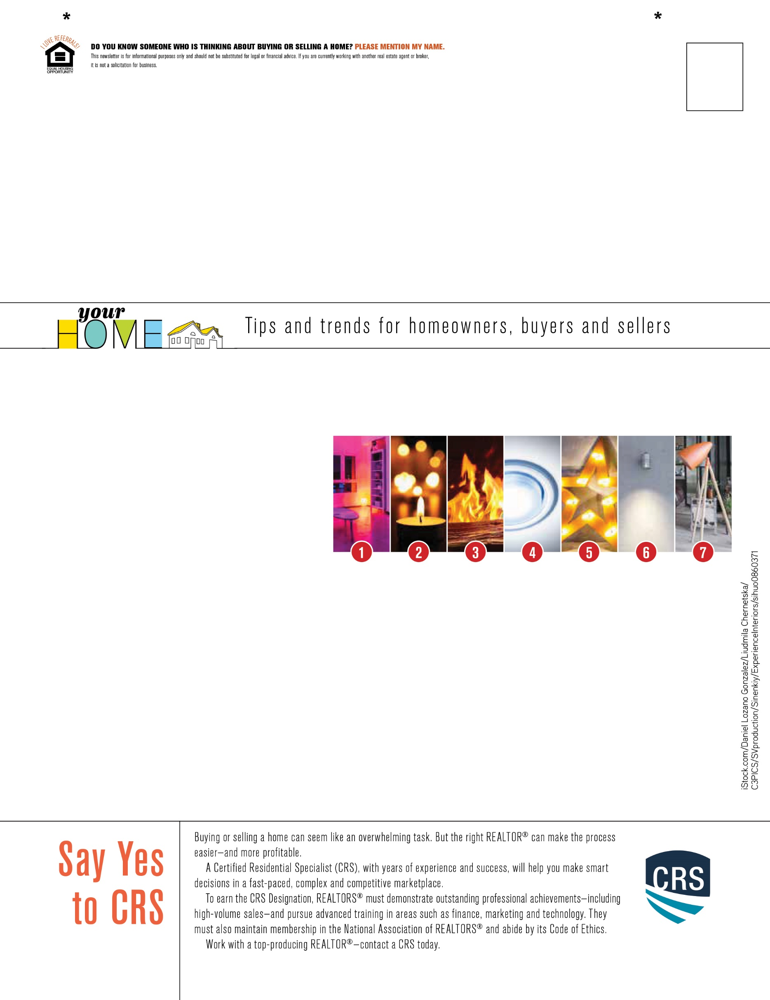 *
*
I LOVE REFERRALS!
EQUAL HOUSING
OPPORTUNITY
DO YOU KNOW SOMEONE WHO IS THINKING ABOUT BUYING OR SELLING A HOME? PLEASE MENTION MY NAME.
This newsletter is for informational purposes only and should not be substituted for legal or financial advice. If you are currently working with another real estate agent or broker,
it is not a solicitation for business.
your
HOME
Tips and trends for homeowners, buyers and sellers
1
2
3
4
5
6
7
iStock.com/Daniel Lozano Gonzalez/Liudmila Chernetska/
C3PICS/SVproduction/Sinenkiy/ExperienceInteriors/sihuo0860371
Say Yes
to CRS
Buying or selling a home can seem like an overwhelming task. But the right REALTOR® can make the process
easier—and more profitable.
A Certified Residential Specialist (CRS), with years of experience and success, will help you make smart
decisions in a fast-paced, complex and competitive marketplace.
To earn the CRS Designation, REALTORS® must demonstrate outstanding professional achievements—including
high-volume sales—and pursue advanced training in areas such as finance, marketing and technology. They
must also maintain membership in the National Association of REALTORS® and abide by its Code of Ethics.
Work with a top-producing REALTOR®—contact a CRS today.
CRS